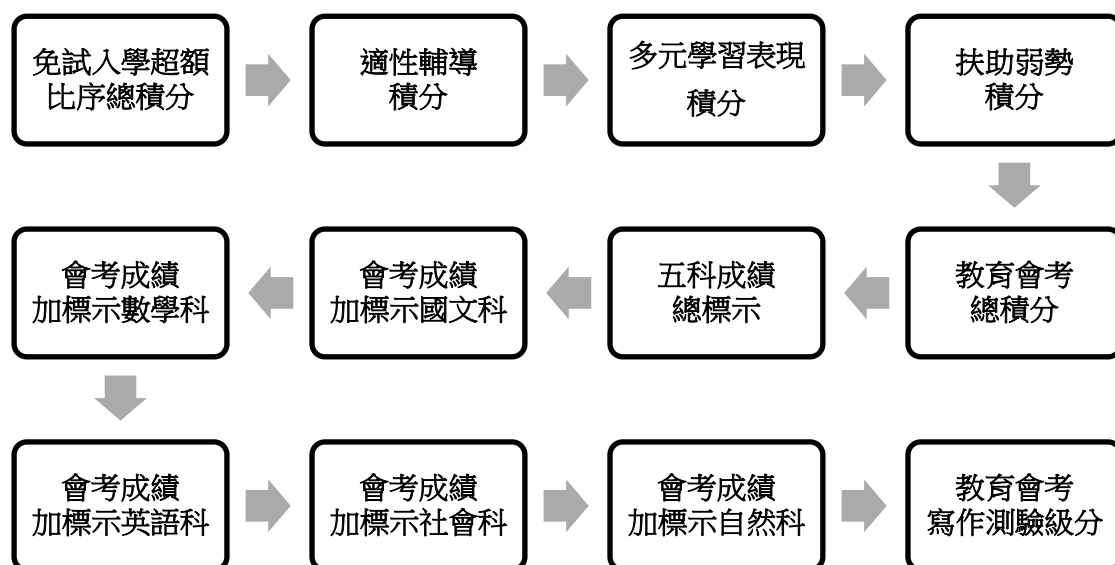 免試入學超額
比序總積分
適性輔導
積分
多元學習表現
積分
扶助弱勢
積分
教育會考
總積分
五科成績
總標示
會考成績
加標示國文科
會考成績
加標示數學科
會考成績
加標示英語科
會考成績
加標示社會科
會考成績
加標示自然科
教育會考
寫作測驗級分